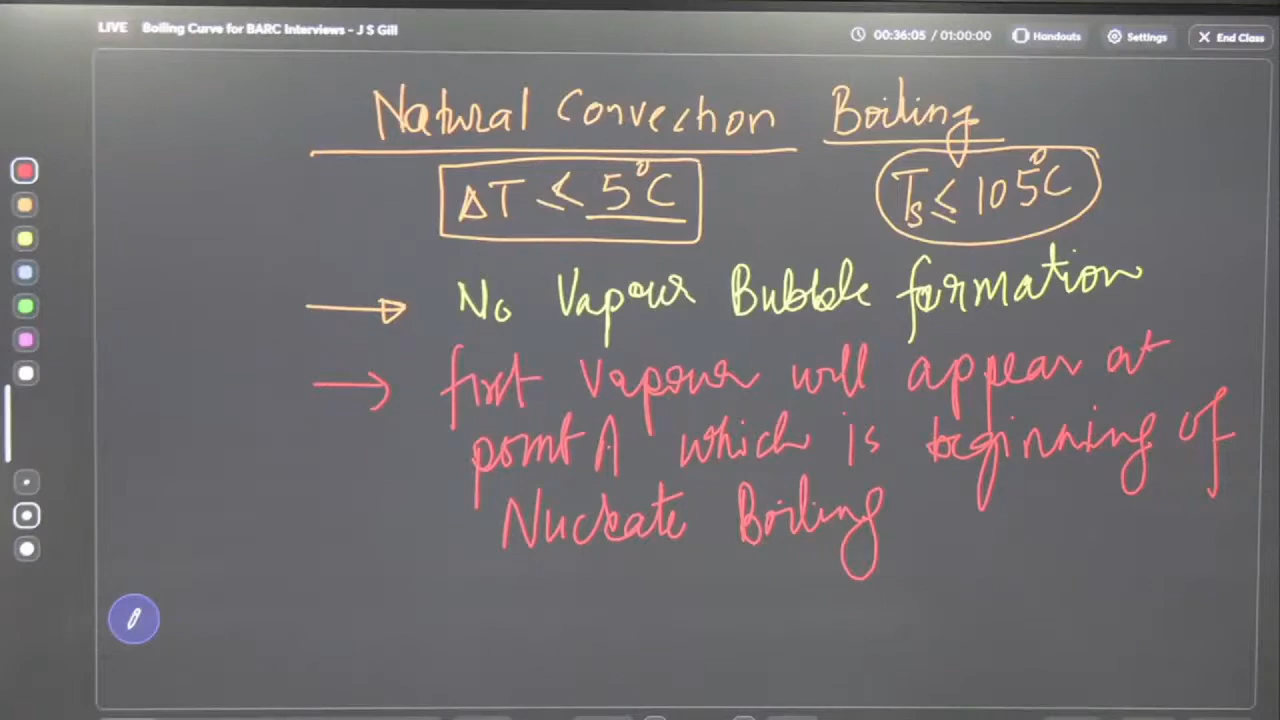 LIVE Boiling Curve for BARC Interviews - J S Gill
00:36:05 / 01:00:00 Handouts Settings End Class
Natural Convection Boiling
ΔT ≤ 5°C Ts ≤ 105°C
No Vapour Bubble formation
first Vapour will appear at
point A which is beginning of
Nucleate Boiling